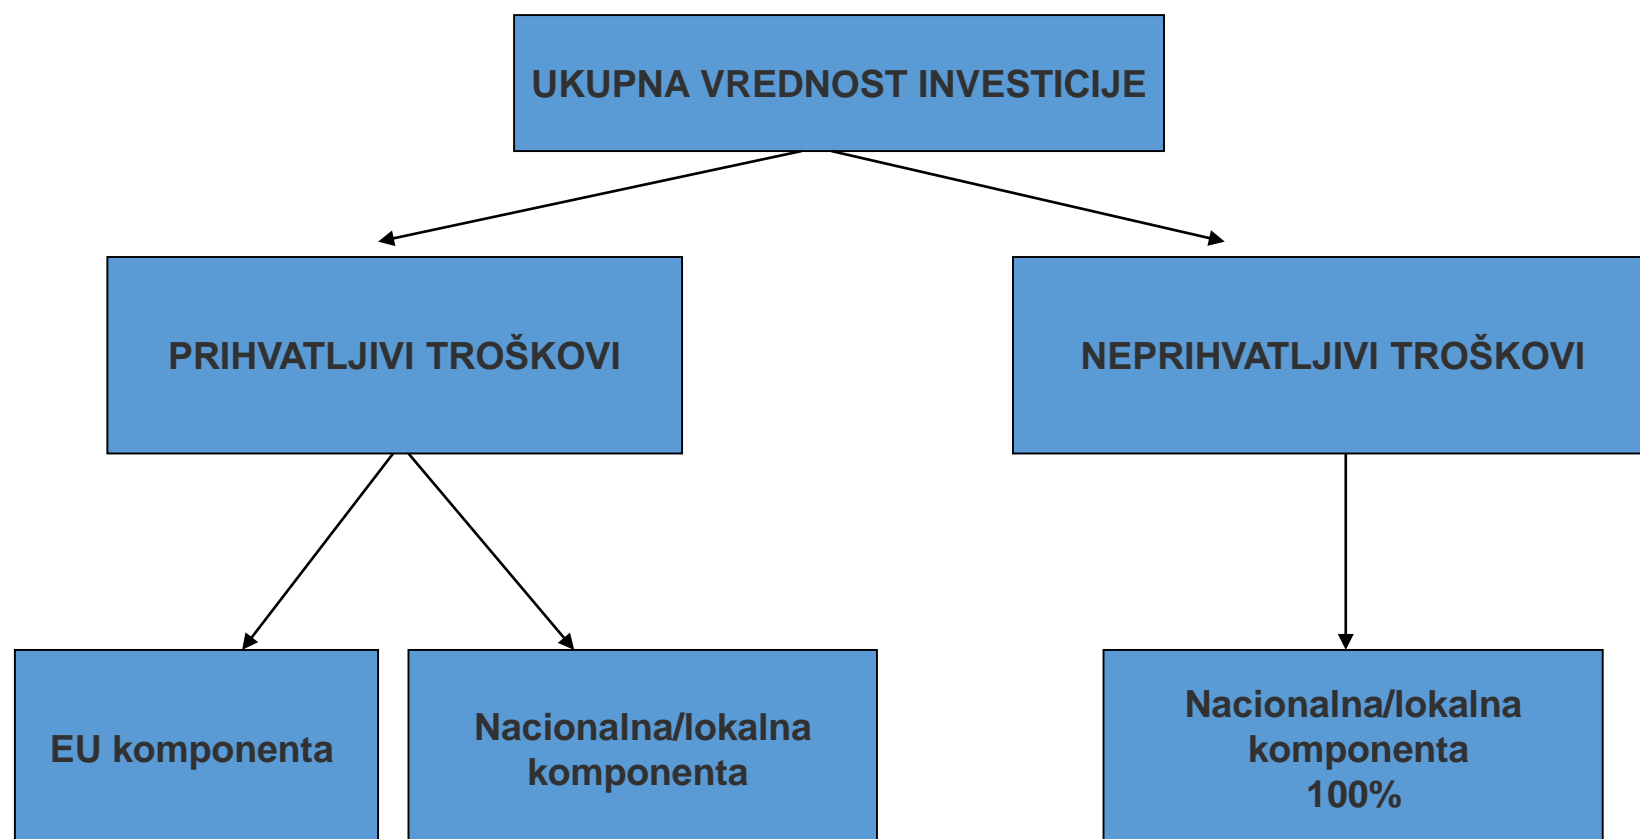 UKUPNA VREDNOST INVESTICIJE
PRIHVATLJIVI TROŠKOVI
NEPRIHVATLJIVI TROŠKOVI
EU komponenta
Nacionalna/lokalna
komponenta
Nacionalna/lokalna
komponenta
100%